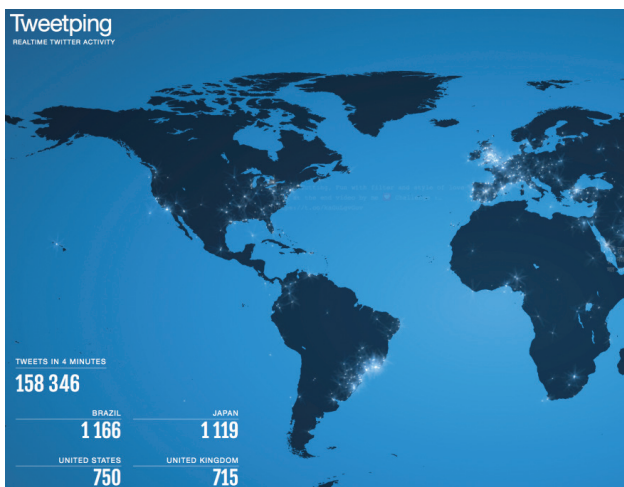 Tweetping
REALTIME TWITTER ACTIVITY
TWEETS IN 4 MINUTES
158 346
BRAZIL
1 166
JAPAN
1 119
UNITED STATES
750
UNITED KINGDOM
715